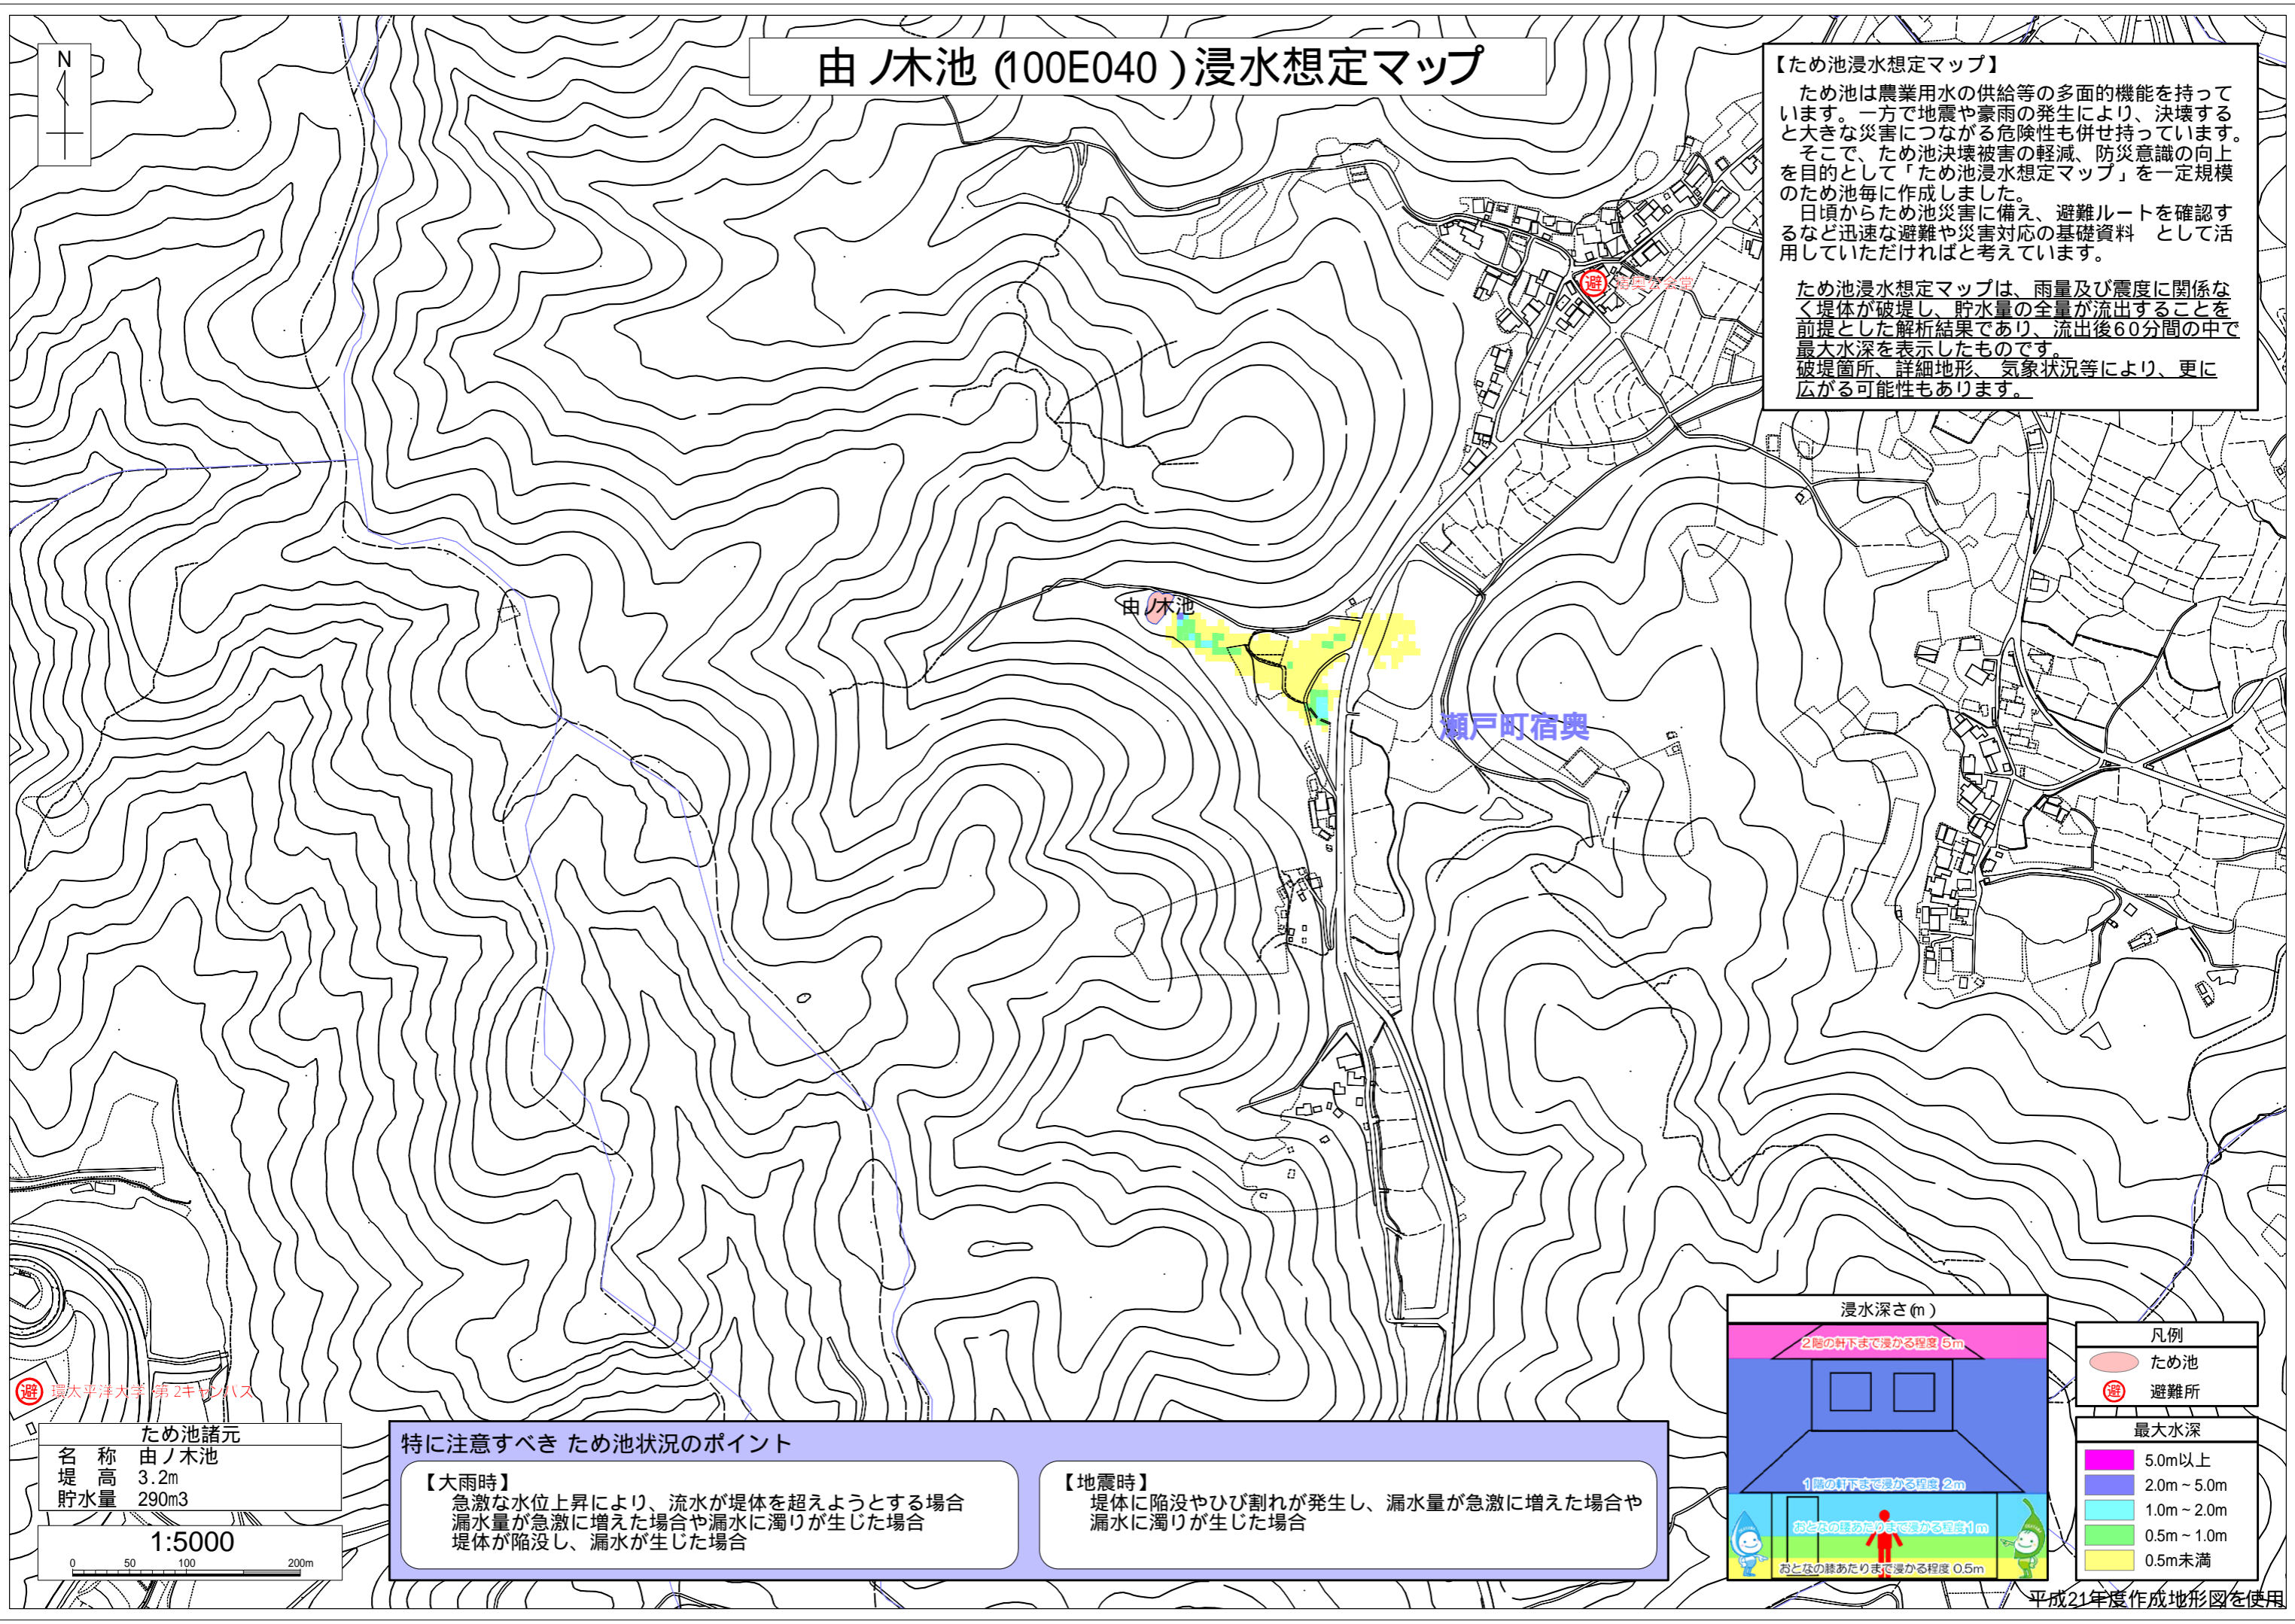 由ノ木池(100E040)浸水想定マップ
N
【ため池浸水想定マップ】
ため池は農業用水の供給等の多面的機能を持って
います。一方で地震や豪雨の発生により、決壊する
と大きな災害につながる危険性も併せ持っています。
そこで、ため池決壊被害の軽減、防災意識の向上
を目的として「ため池浸水想定マップ」を一定規模
のため池毎に作成しました。
日頃からため池災害に備え、避難ルートを確認す
るなど迅速な避難や災害対応の基礎資料 として活
用していただければと考えています。
ため池浸水想定マップは、雨量及び震度に関係な
く堤体が破堤し、貯水量の全量が流出することを
前提とした解析結果であり、流出後60分間の中で
最大水深を表示したものです。
破堤箇所、詳細地形、 気象状況等により、更に
広がる可能性もあります。
避
由ノ木池
瀬戸町宿奥
避 環太平洋大学 第2キャンパス
ため池諸元
名 称 由ノ木池
堤 高 3.2m
貯水量 290m3
1:5000
0 50 100 200m
特に注意すべき ため池状況のポイント
【大雨時】
急激な水位上昇により、流水が堤体を超えようとする場合
漏水量が急激に増えた場合や漏水に濁りが生じた場合
堤体が陥没し、漏水が生じた場合
【地震時】
堤体に陥没やひび割れが発生し、漏水量が急激に増えた場合や
漏水に濁りが生じた場合
浸水深さ(m)
2階の軒下まで浸かる程度 5m
1階の軒下まで浸かる程度 2m
おとなの腰あたりまで浸かる程度 1m
おとなの膝あたりまで浸かる程度 0.5m
凡例
ため池
避 避難所
最大水深
5.0m以上
2.0m~5.0m
1.0m~2.0m
0.5m~1.0m
0.5m未満
平成21年度作成地形図を使用